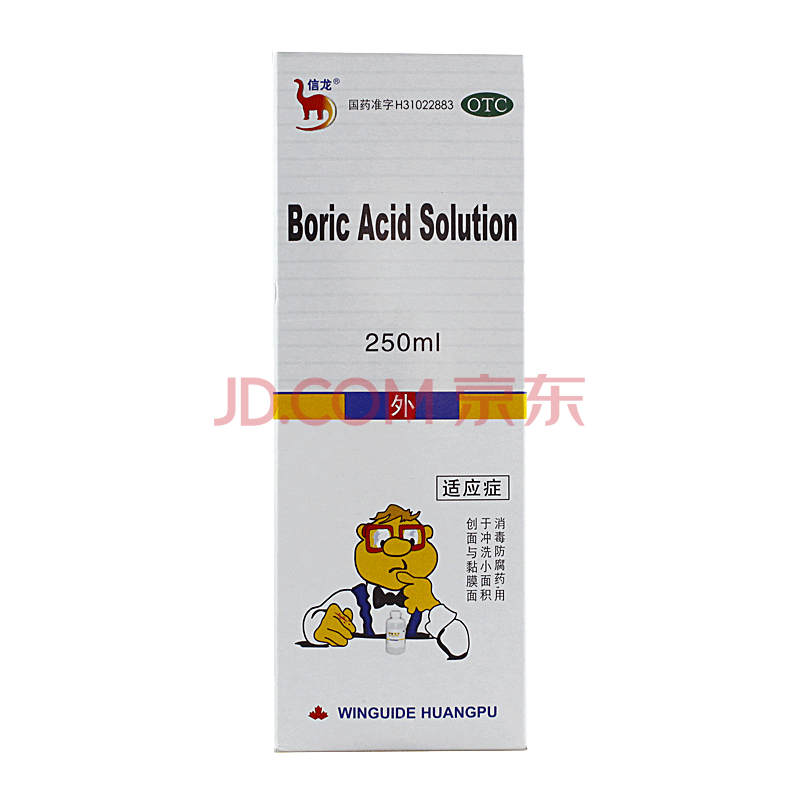 信龙®
国药准字H31022883
OTC
Boric Acid Solution
250ml
JD.COM 京东
外
适应症
消毒防腐药,用
于冲洗小面积
创面与黏膜面
WINGUIDE HUANGPU